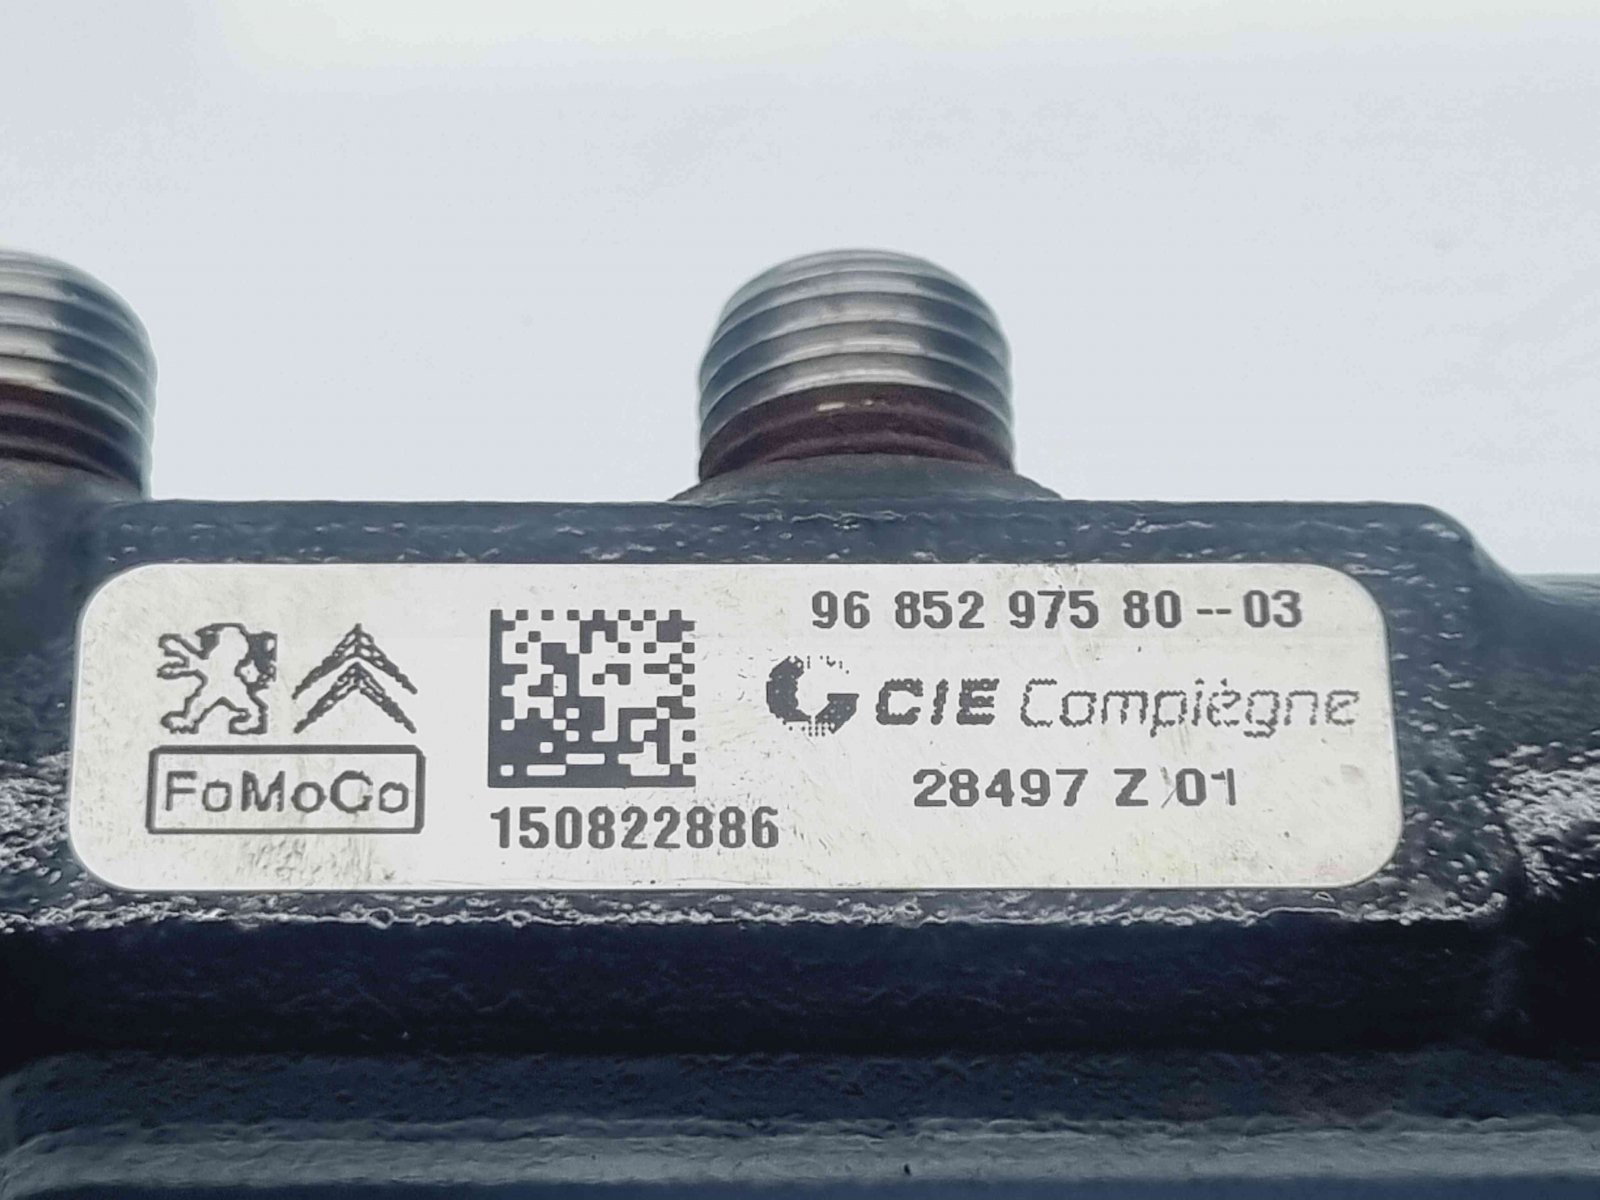 96 852 975 80--03
CIE Compiègne
FoMoCo
150822886
28497 Z 01